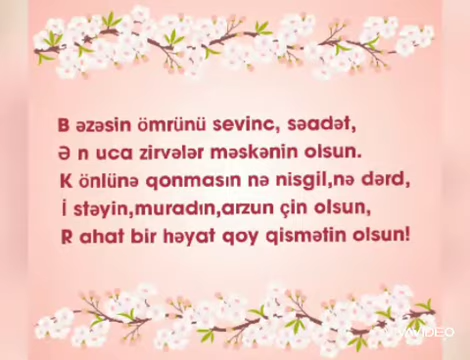 B əzəsin ömrünü sevinc, səadət,
Ə n uca zirvələr məskənin olsun.
K önlünə qonmasın nə nisgil,nə dərd,
İ stəyin,muradın,arzun çin olsun,
R ahat bir həyat qoy qismətin olsun!